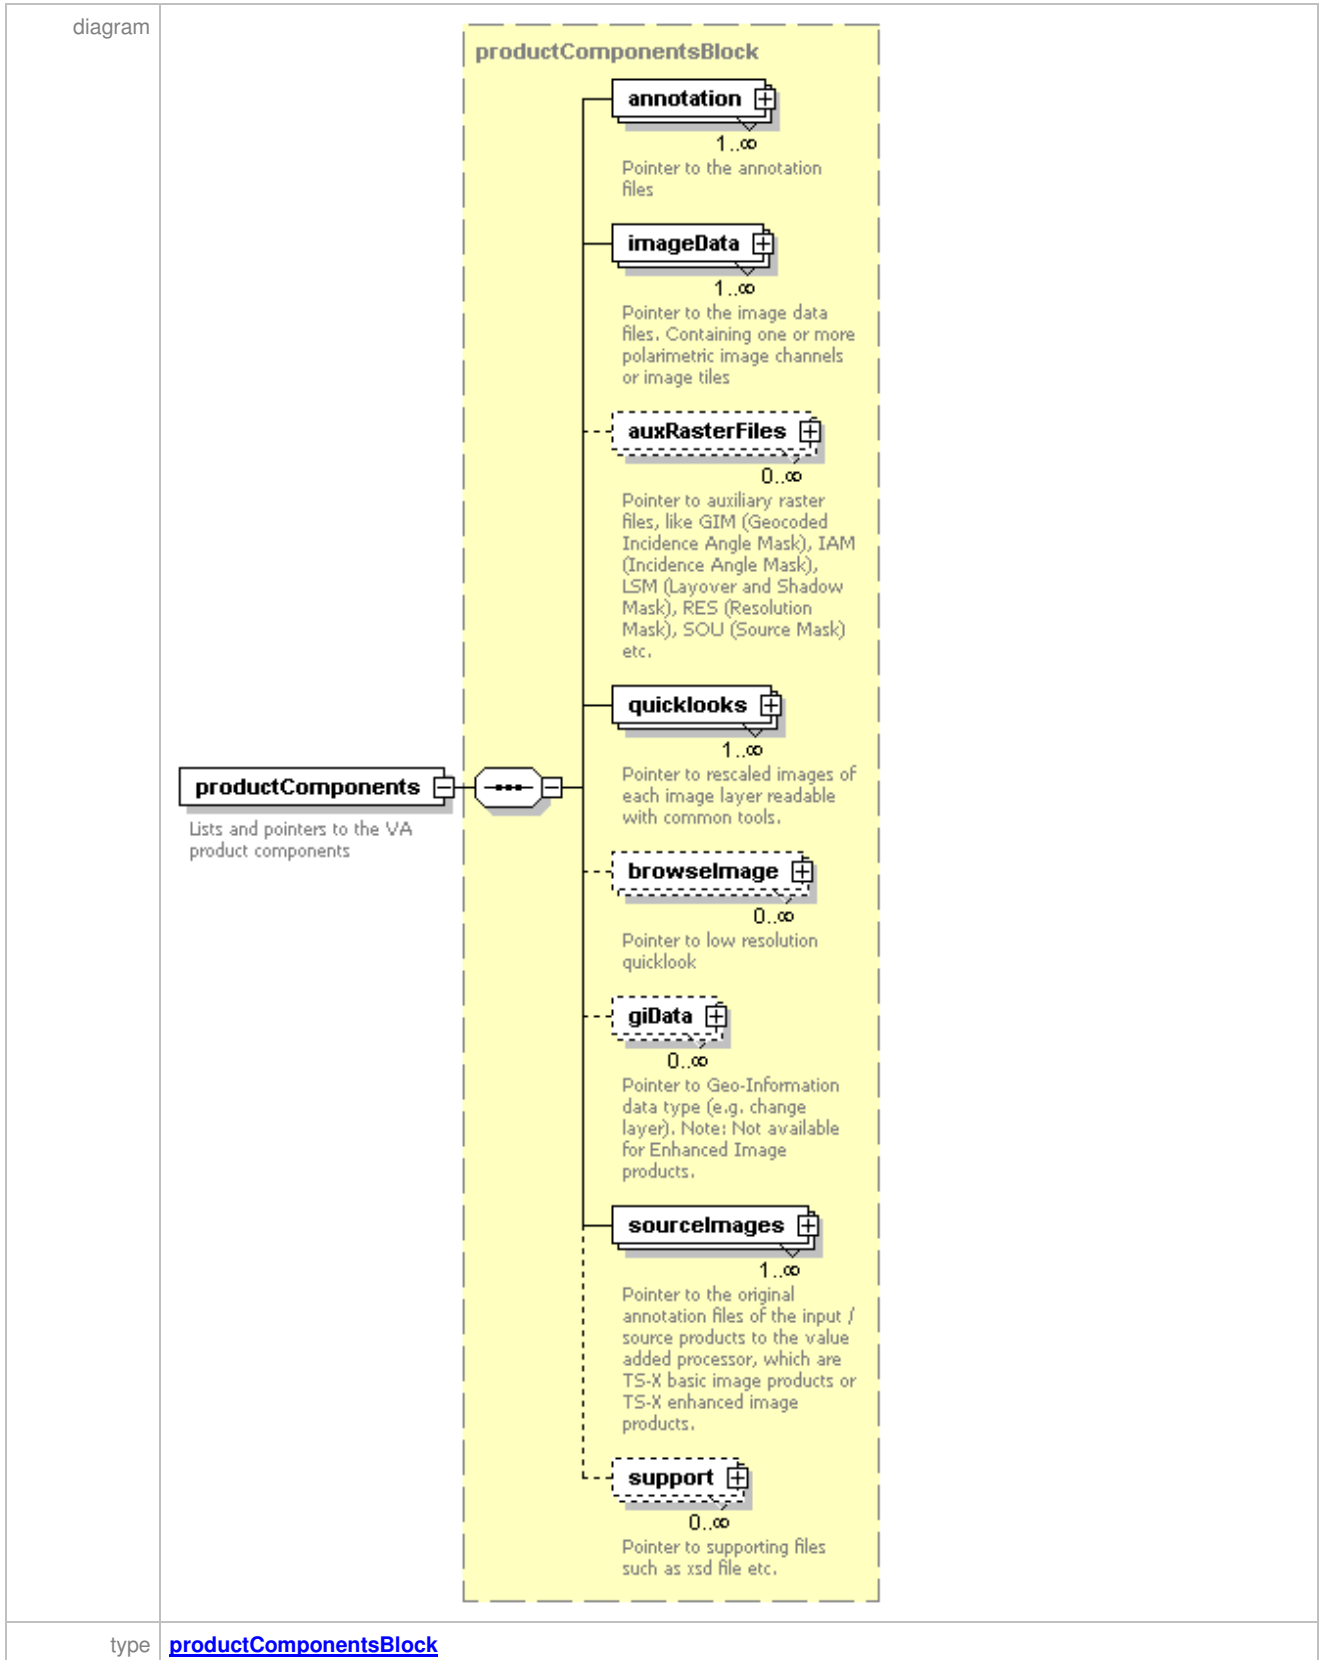 diagram
productComponentsBlock
annotation
1..∞
Pointer to the annotation
files
imageData
1..∞
Pointer to the image data
files. Containing one or more
polarimetric image channels
or image tiles
auxRasterFiles
0..∞
Pointer to auxiliary raster
files, like GIM (Geocoded
Incidence Angle Mask), IAM
(Incidence Angle Mask),
LSM (Layover and Shadow
Mask), RES (Resolution
Mask), SOU (Source Mask)
etc.
quicklooks
1..∞
Pointer to rescaled images of
each image layer readable
with common tools.
productComponents
Lists and pointers to the VA
product components
browseImage
0..∞
Pointer to low resolution
quicklook
giData
0..∞
Pointer to Geo-Information
data type (e.g. change
layer). Note: Not available
for Enhanced Image
products.
sourceImages
1..∞
Pointer to the original
annotation files of the input /
source products to the value
added processor, which are
TS-X basic image products or
TS-X enhanced image
products.
support
0..∞
Pointer to supporting files
such as xsd file etc.
type
productComponentsBlock